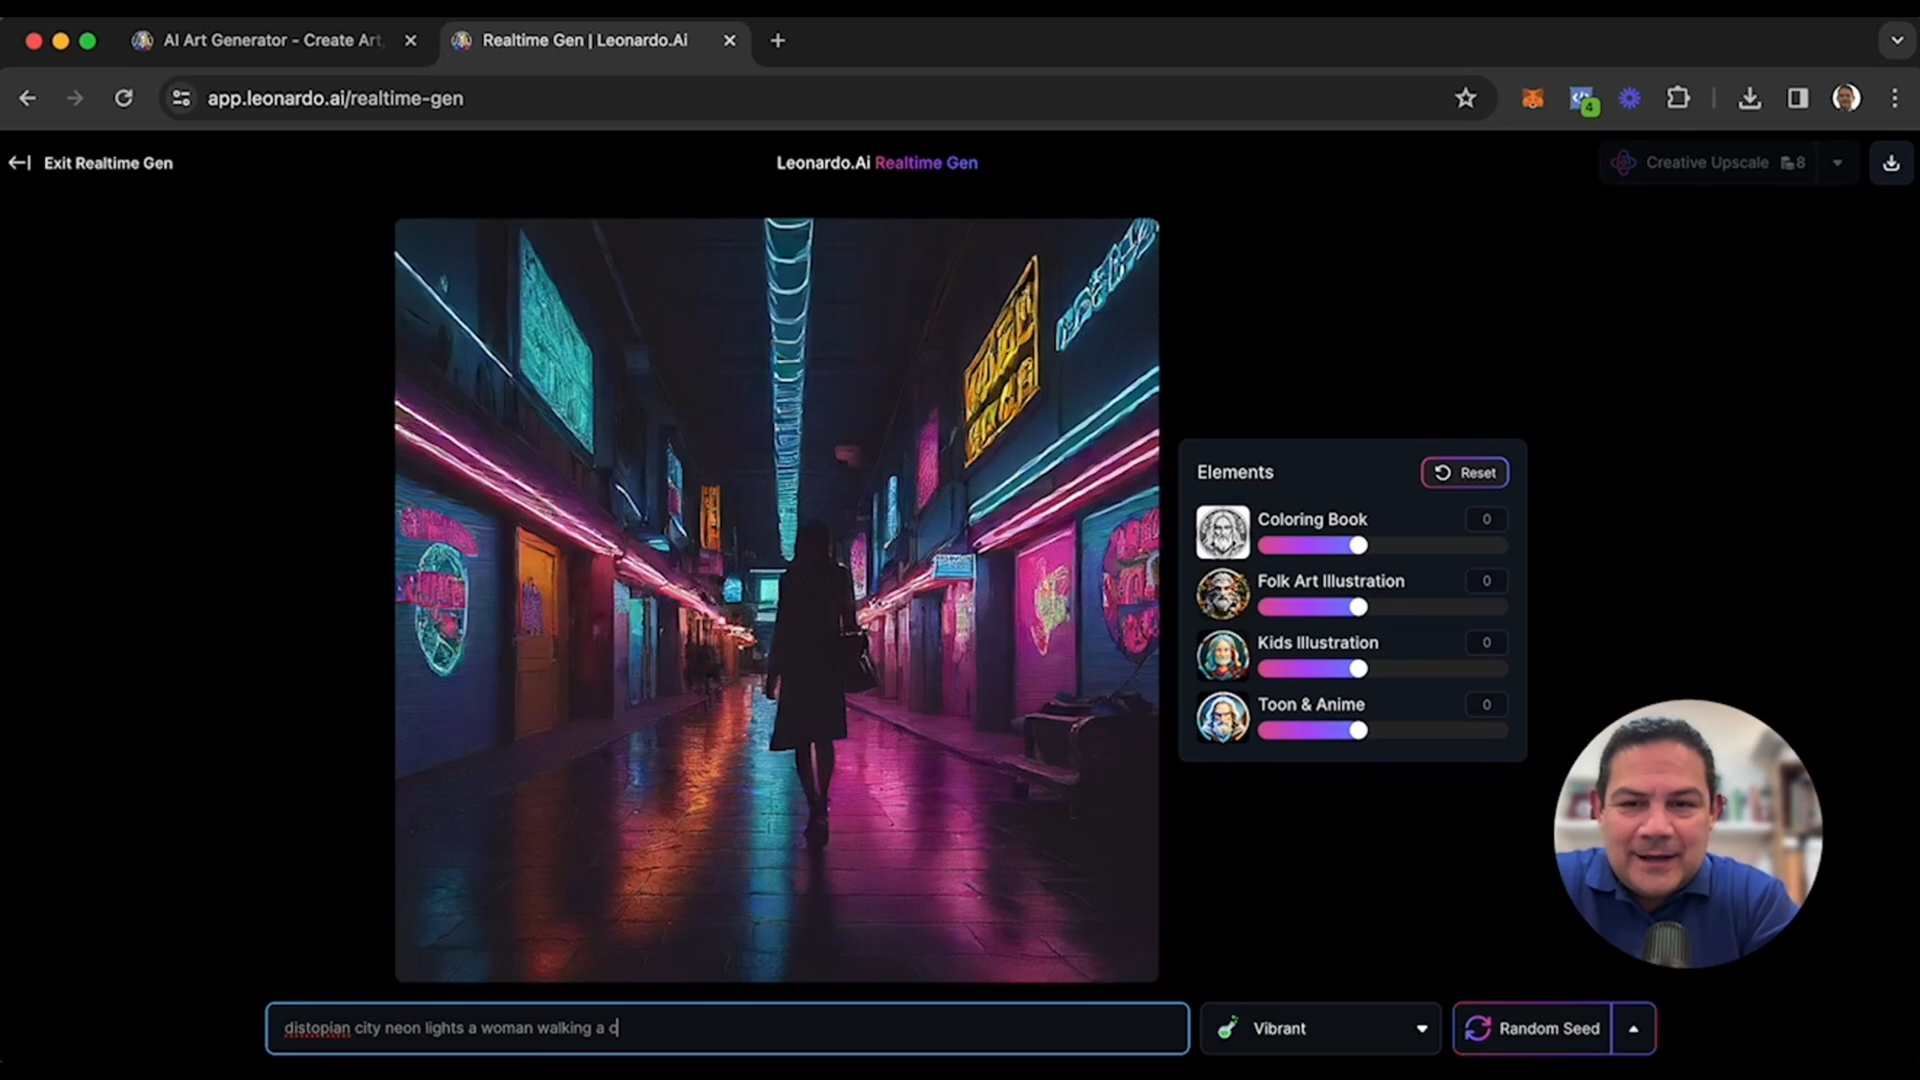 AI Art Generator - Create Art,
Realtime Gen | Leonardo.Ai
app.leonardo.ai/realtime-gen
4
Exit Realtime Gen
Leonardo.Ai Realtime Gen
Creative Upscale 8
Elements
Reset
Coloring Book 0
Folk Art Illustration 0
Kids Illustration 0
Toon & Anime 0
distopian city neon lights a woman walking a d
Vibrant
Random Seed